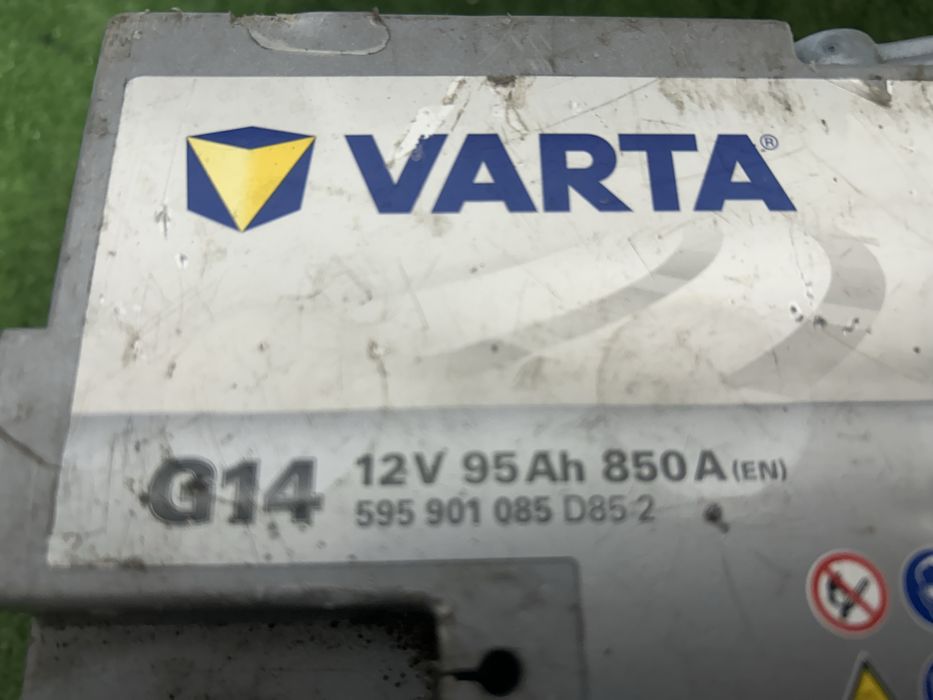 VARTA®
G14 12V 95Ah 850A (EN)
595 901 085 D85 2